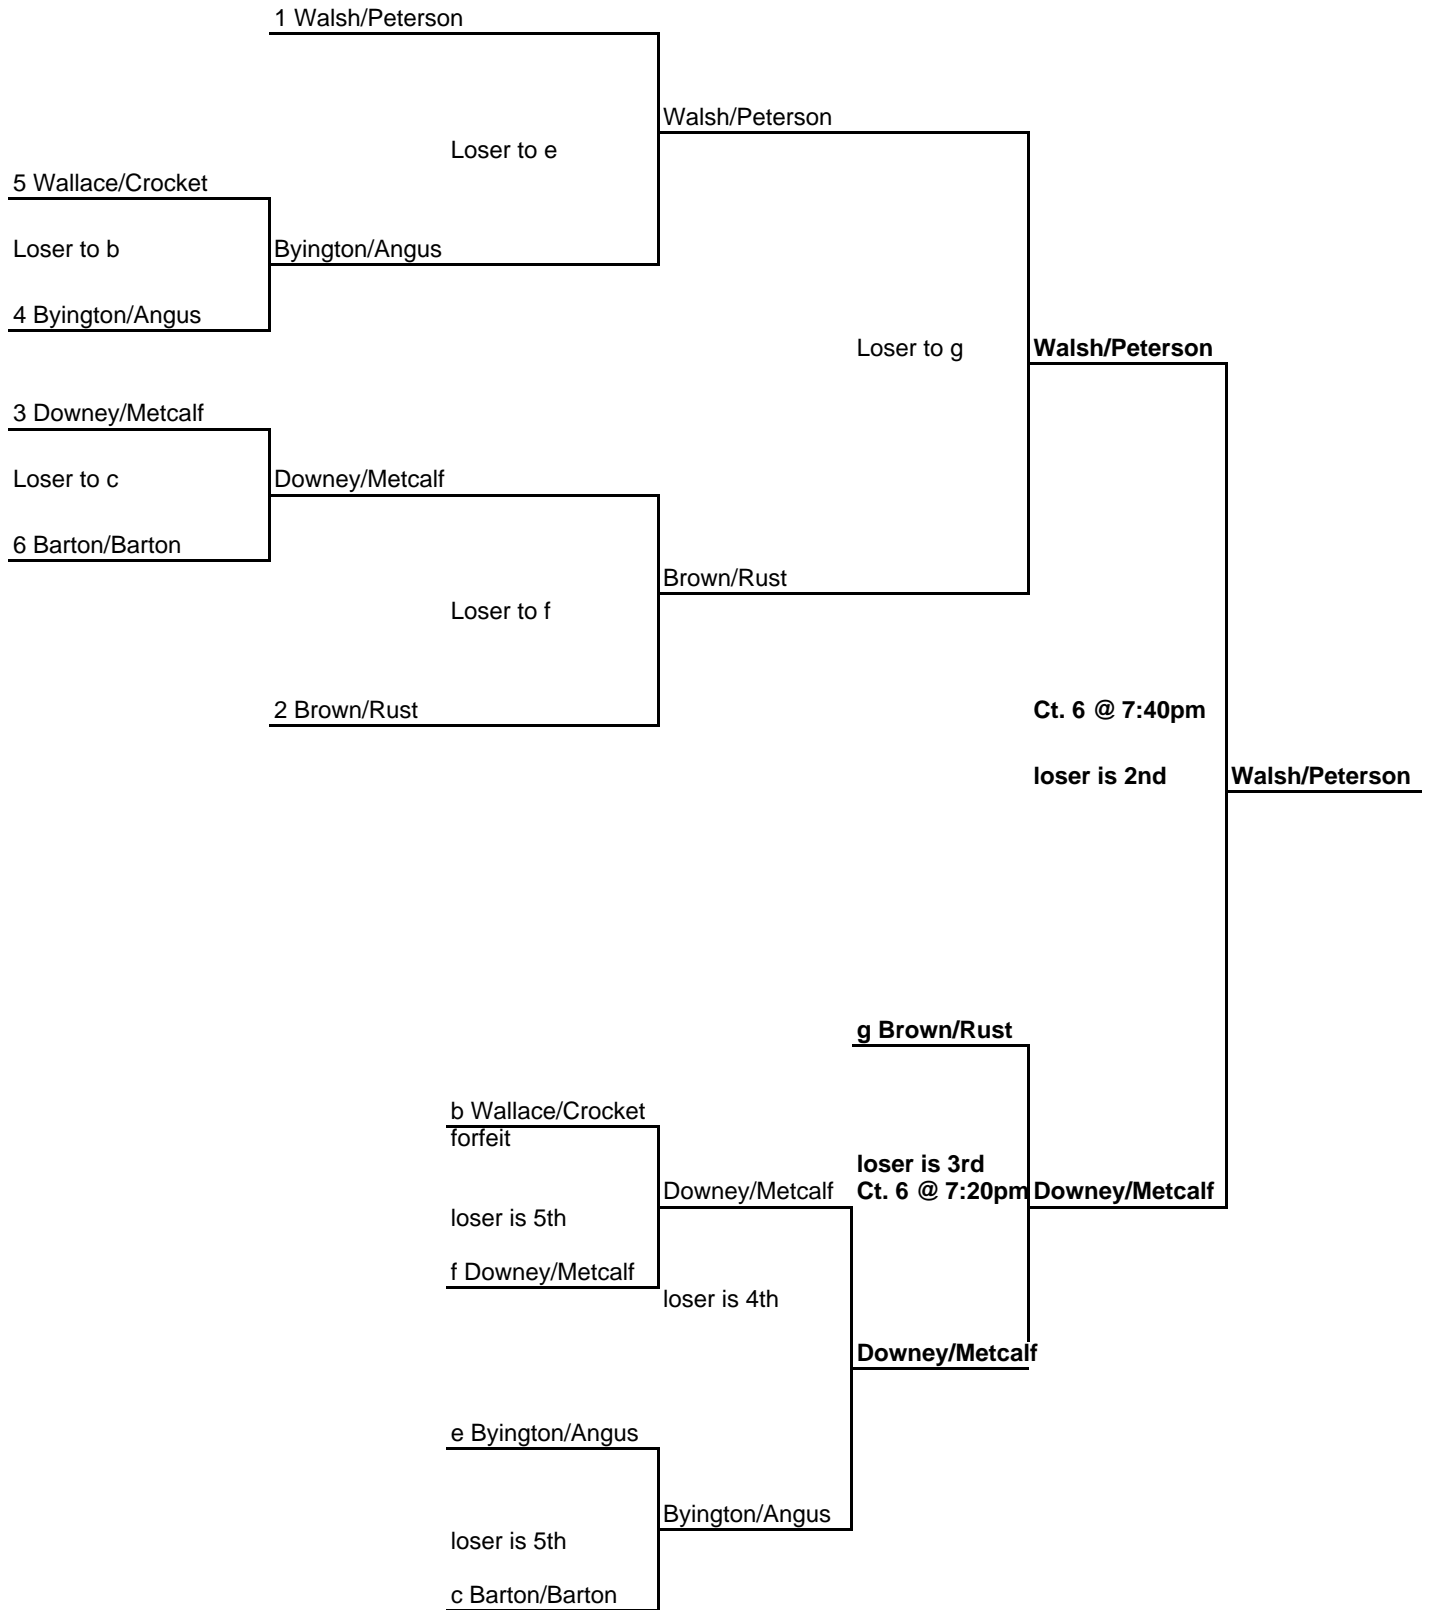 1 Walsh/Peterson
Walsh/Peterson
Loser to e
5 Wallace/Crocket
Loser to b
Byington/Angus
4 Byington/Angus
Loser to g
Walsh/Peterson
3 Downey/Metcalf
Loser to c
Downey/Metcalf
6 Barton/Barton
Brown/Rust
Loser to f
2 Brown/Rust
Ct. 6 @ 7:40pm
loser is 2nd
Walsh/Peterson
g Brown/Rust
b Wallace/Crocket
forfeit
loser is 3rd
Downey/Metcalf
Ct. 6 @ 7:20pm
Downey/Metcalf
loser is 5th
f Downey/Metcalf
loser is 4th
Downey/Metcalf
e Byington/Angus
Byington/Angus
loser is 5th
c Barton/Barton